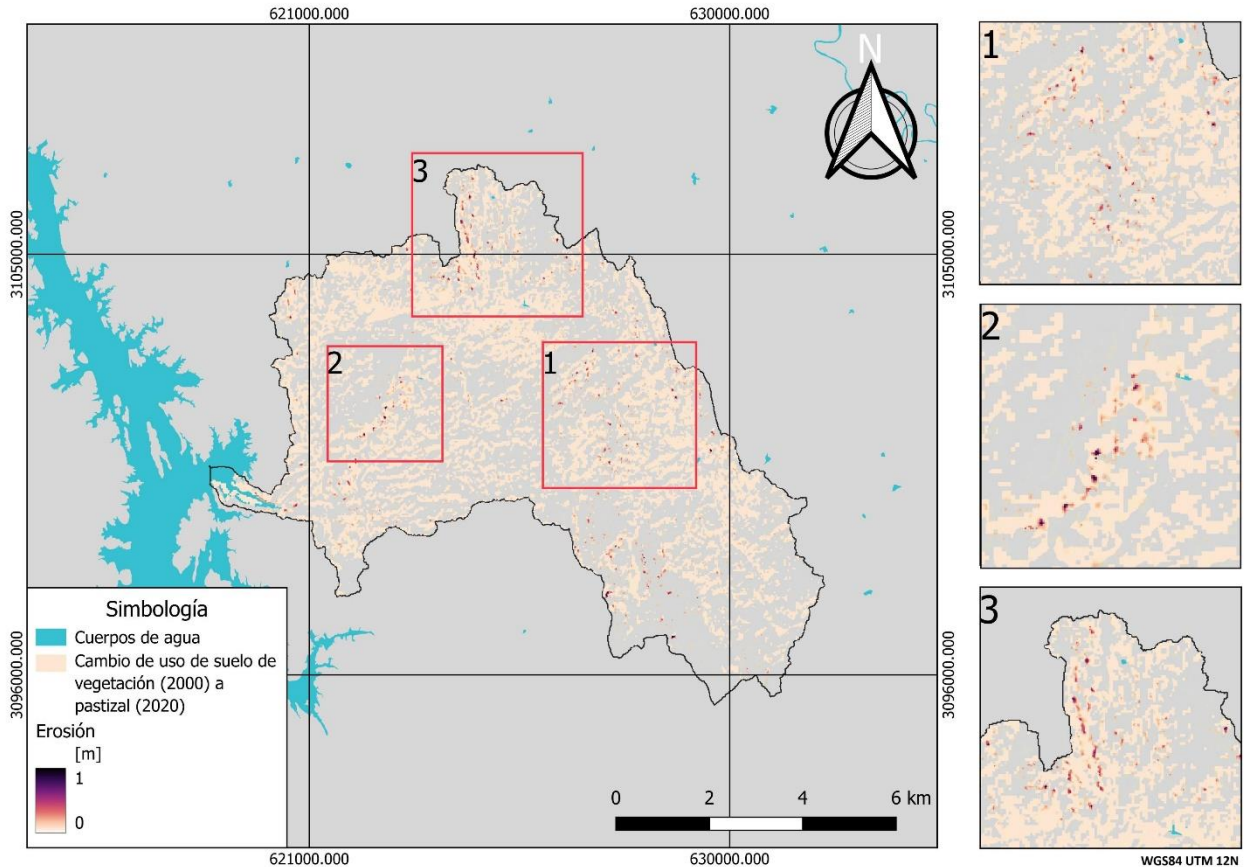 621000.000
630000.000
N
3105000.000
3105000.000
3
2
1
3096000.000
3096000.000
Simbología
Cuerpos de agua
Cambio de uso de suelo de
vegetación (2000) a
pastizal (2020)
Erosión
[m]
1
0
0
2
4
6 km
621000.000
630000.000
1
2
3
WGS84 UTM 12N